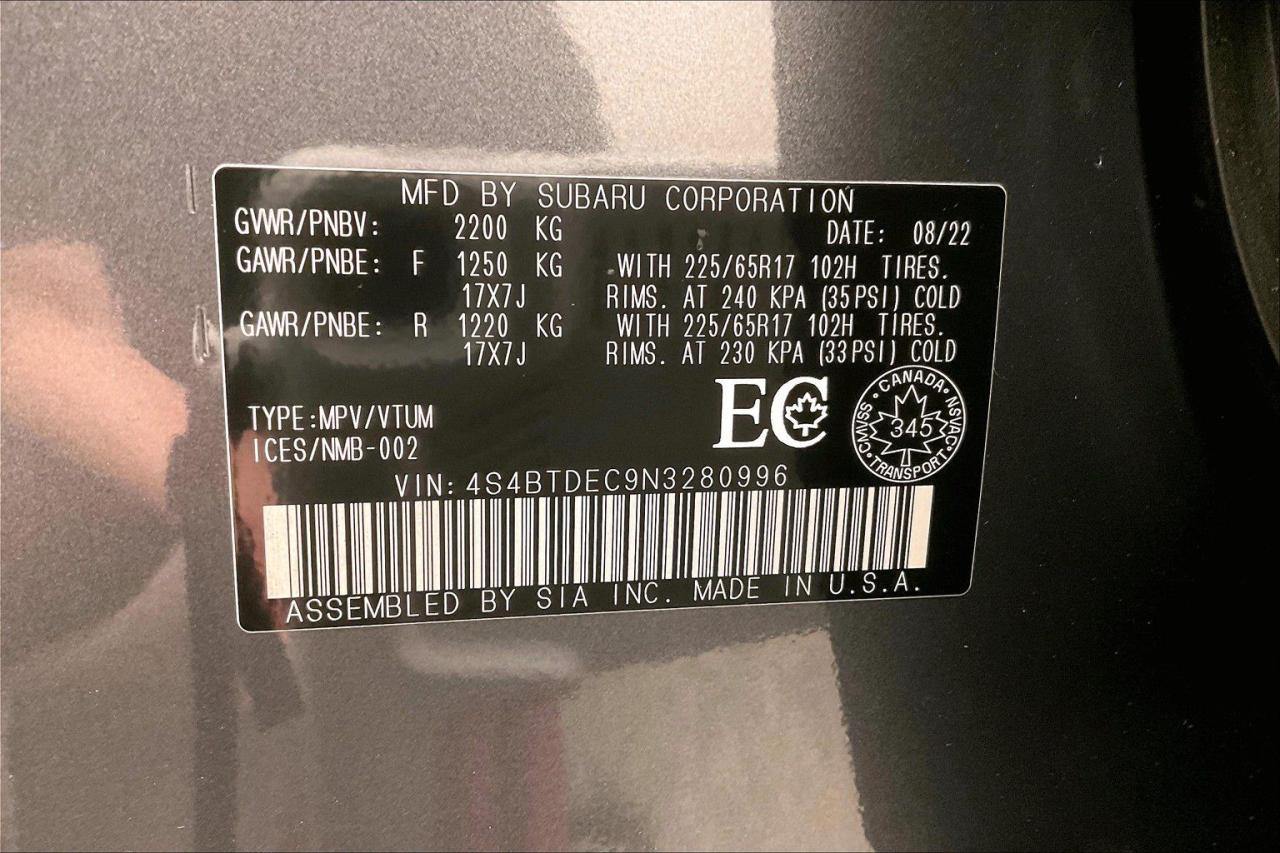 MFD BY SUBARU CORPORATION
GVWR/PNBV: 2200 KG DATE: 08/22
GAWR/PNBE: F 1250 KG WITH 225/65R17 102H TIRES.
17X7J RIMS. AT 240 KPA (35PSI) COLD
GAWR/PNBE: R 1220 KG WITH 225/65R17 102H TIRES.
17X7J RIMS. AT 230 KPA (33PSI) COLD
EC
CANADA · NSVAC · TRANSPORT · CMVSS ·
345
TYPE:MPV/VTUM
ICES/NMB-002
VIN: 4S4BTDEC9N3280996
ASSEMBLED BY SIA INC. MADE IN U.S.A.